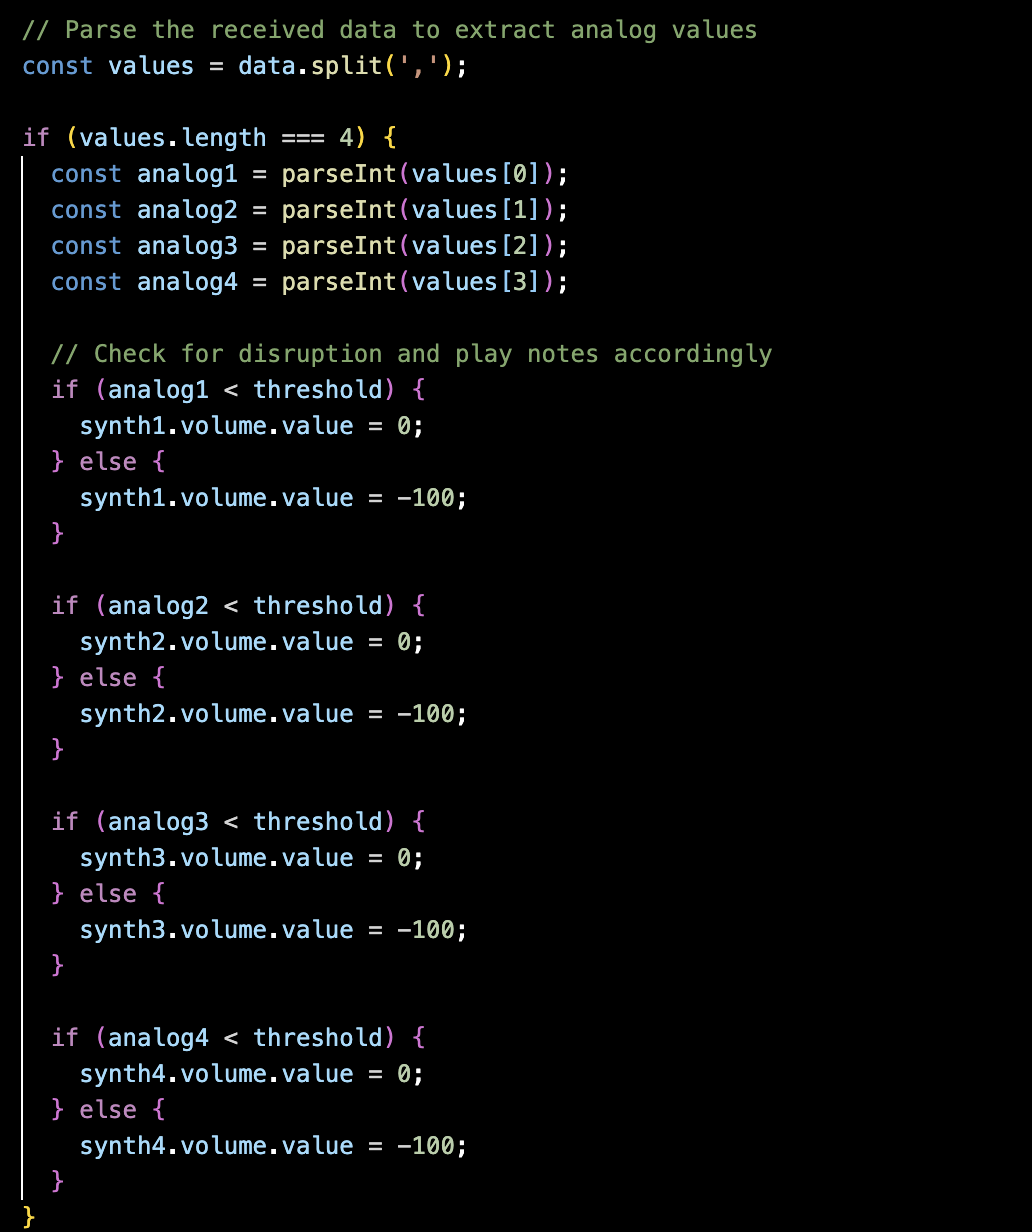 // Parse the received data to extract analog values
const values = data.split(',');

if (values.length === 4) {
  const analog1 = parseInt(values[0]);
  const analog2 = parseInt(values[1]);
  const analog3 = parseInt(values[2]);
  const analog4 = parseInt(values[3]);

  // Check for disruption and play notes accordingly
  if (analog1 < threshold) {
    synth1.volume.value = 0;
  } else {
    synth1.volume.value = -100;
  }

  if (analog2 < threshold) {
    synth2.volume.value = 0;
  } else {
    synth2.volume.value = -100;
  }

  if (analog3 < threshold) {
    synth3.volume.value = 0;
  } else {
    synth3.volume.value = -100;
  }

  if (analog4 < threshold) {
    synth4.volume.value = 0;
  } else {
    synth4.volume.value = -100;
  }
}